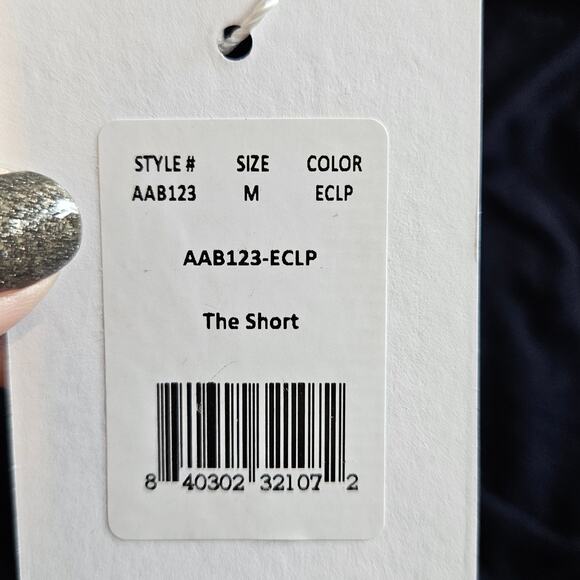 STYLE # SIZE COLOR
AAB123 M ECLP
AAB123-ECLP
The Short
8 40302 32107 2